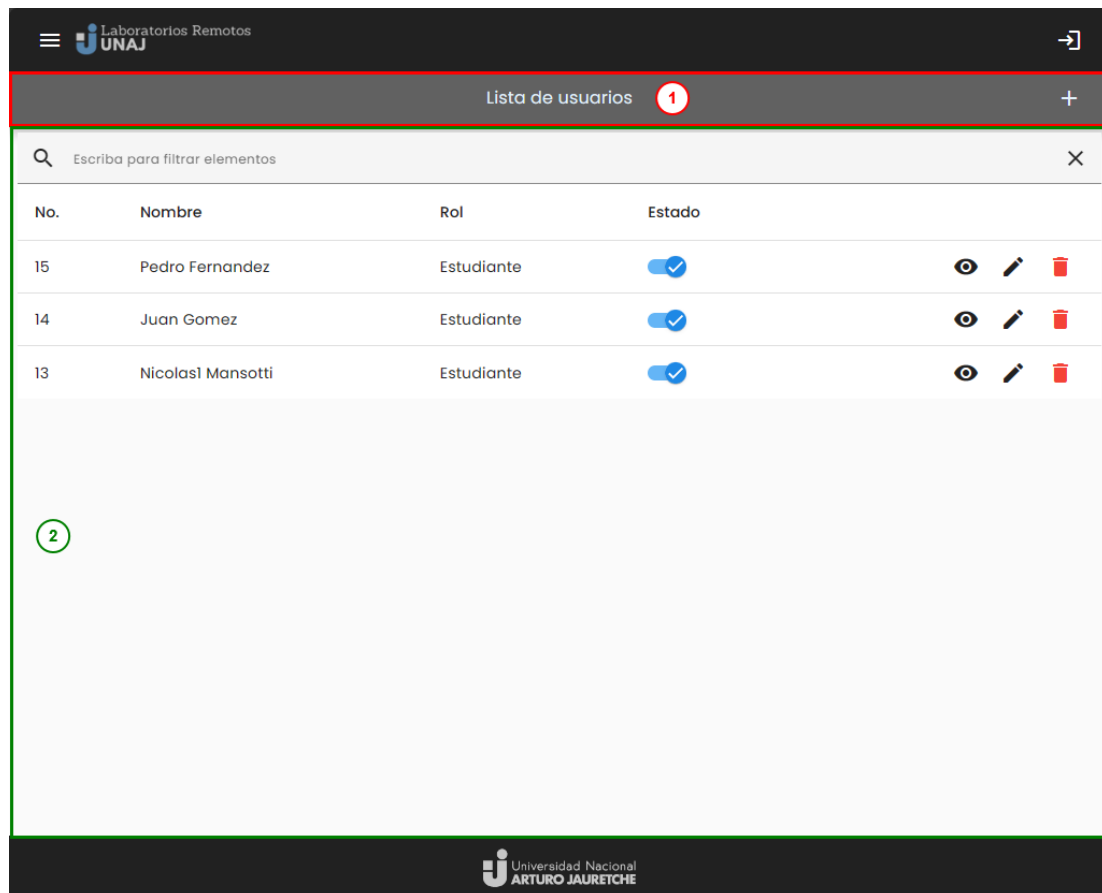 Laboratorios Remotos
UNAJ
Lista de usuarios 1
Escriba para filtrar elementos
No. Nombre Rol Estado
15 Pedro Fernandez Estudiante
14 Juan Gomez Estudiante
13 Nicolas1 Mansotti Estudiante
2
Universidad Nacional
ARTURO JAURETCHE